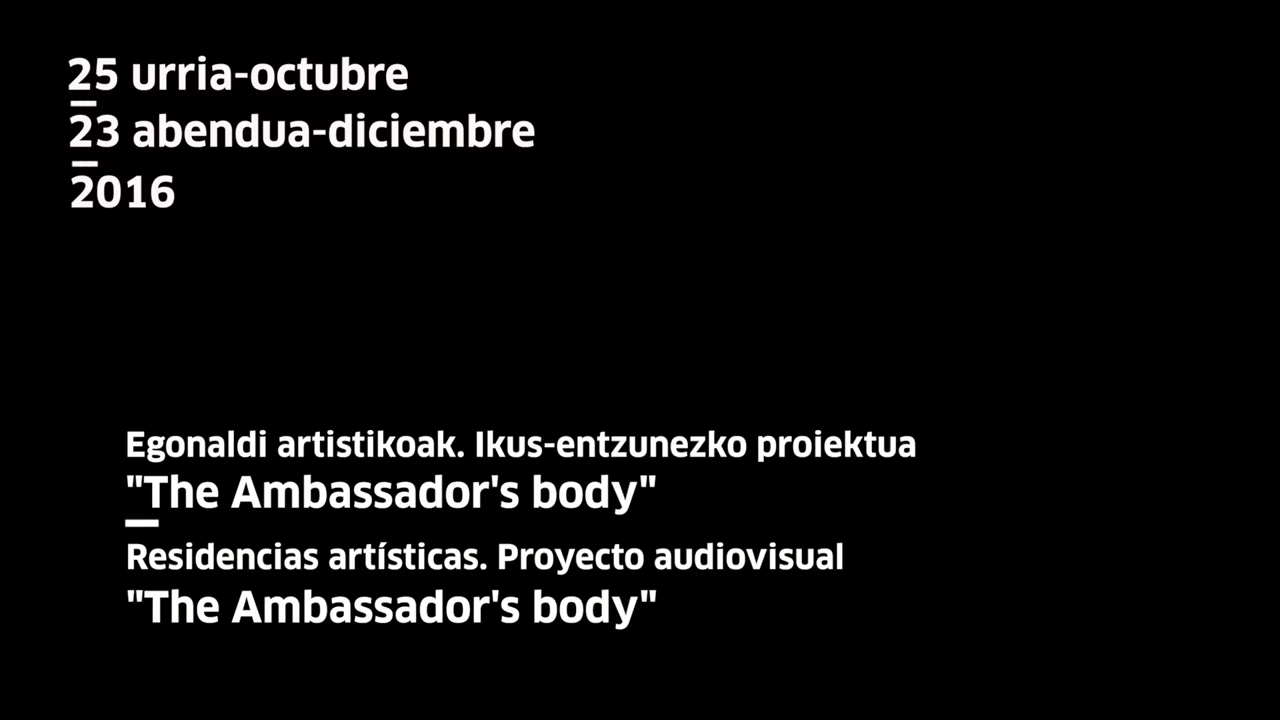 25 urria-octubre
23 abendua-diciembre
2016
Egonaldi artistikoak. Ikus-entzunezko proiektua
"The Ambassador's body"
Residencias artísticas. Proyecto audiovisual
"The Ambassador's body"